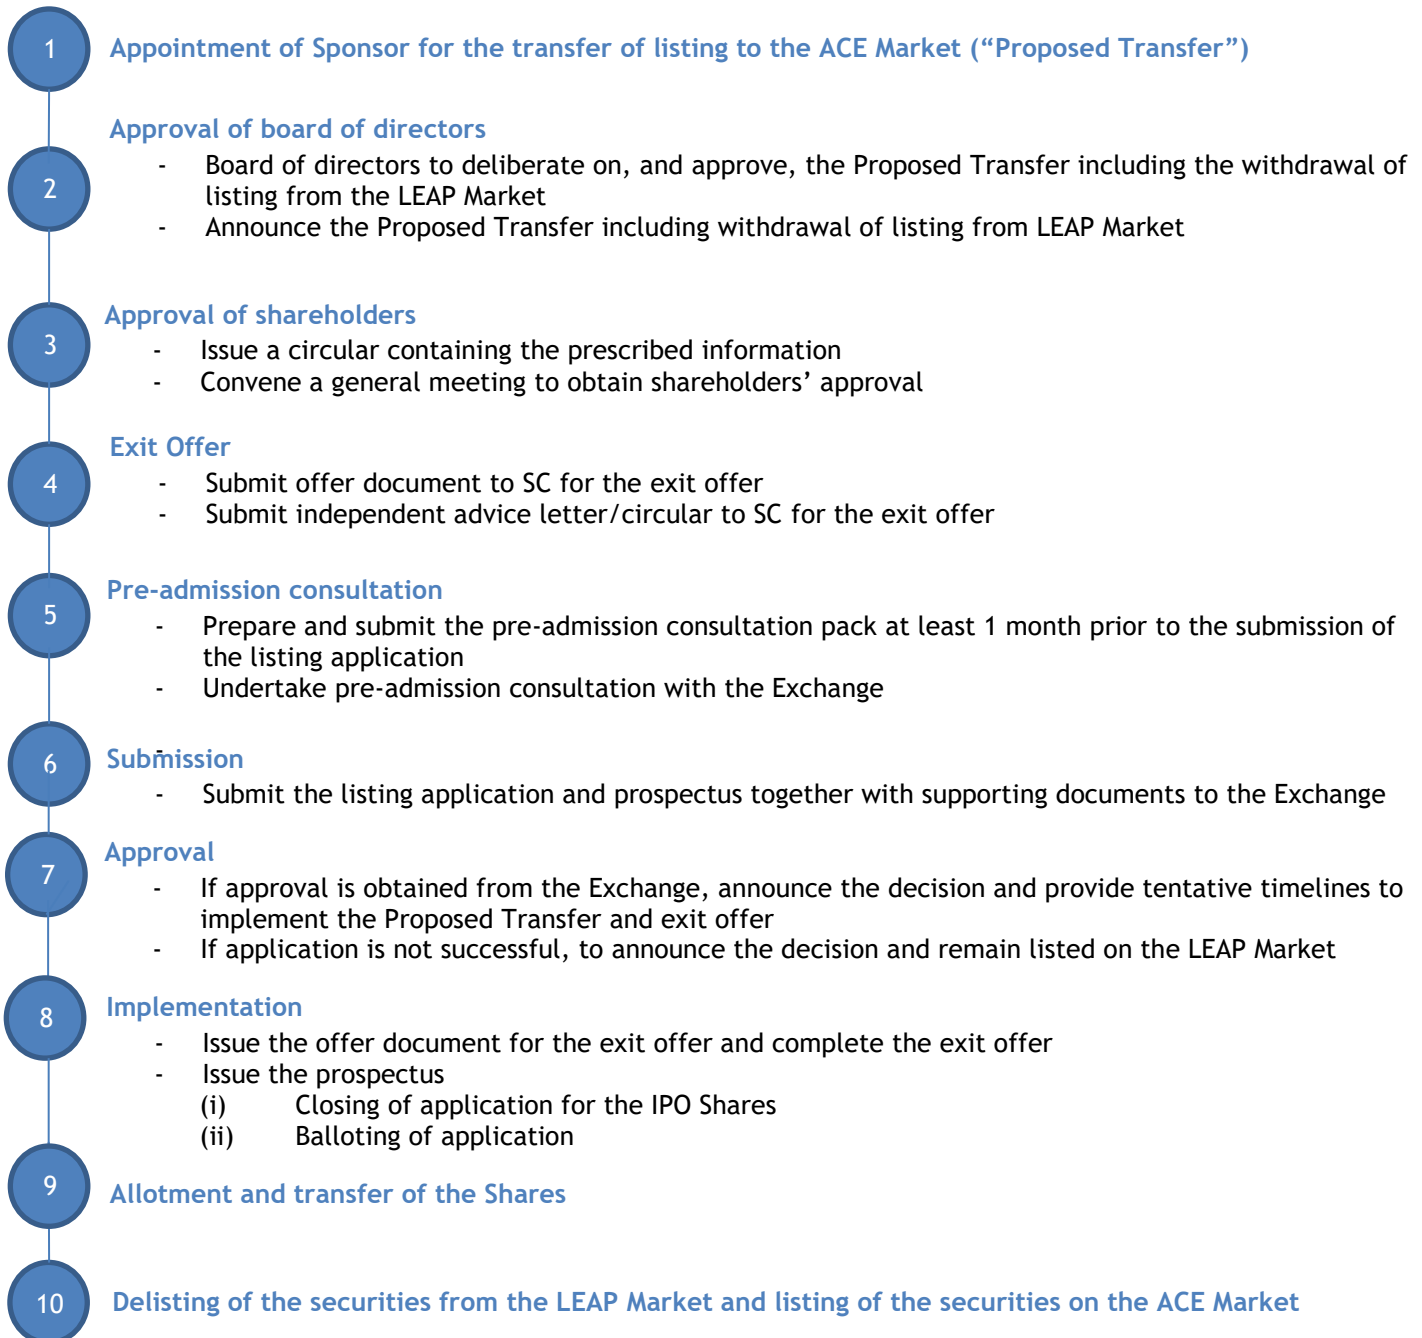 1 Appointment of Sponsor for the transfer of listing to the ACE Market (“Proposed Transfer”)
Approval of board of directors
2
- Board of directors to deliberate on, and approve, the Proposed Transfer including the withdrawal of
listing from the LEAP Market
- Announce the Proposed Transfer including withdrawal of listing from LEAP Market
Approval of shareholders
3
- Issue a circular containing the prescribed information
- Convene a general meeting to obtain shareholders’ approval
Exit Offer
4
- Submit offer document to SC for the exit offer
- Submit independent advice letter/circular to SC for the exit offer
Pre-admission consultation
5
- Prepare and submit the pre-admission consultation pack at least 1 month prior to the submission of
the listing application
- Undertake pre-admission consultation with the Exchange
-
6 Submission
- Submit the listing application and prospectus together with supporting documents to the Exchange
Approval
7
- If approval is obtained from the Exchange, announce the decision and provide tentative timelines to
implement the Proposed Transfer and exit offer
- If application is not successful, to announce the decision and remain listed on the LEAP Market
Implementation
8
- Issue the offer document for the exit offer and complete the exit offer
- Issue the prospectus
(i) Closing of application for the IPO Shares
(ii) Balloting of application
9 Allotment and transfer of the Shares
10 Delisting of the securities from the LEAP Market and listing of the securities on the ACE Market